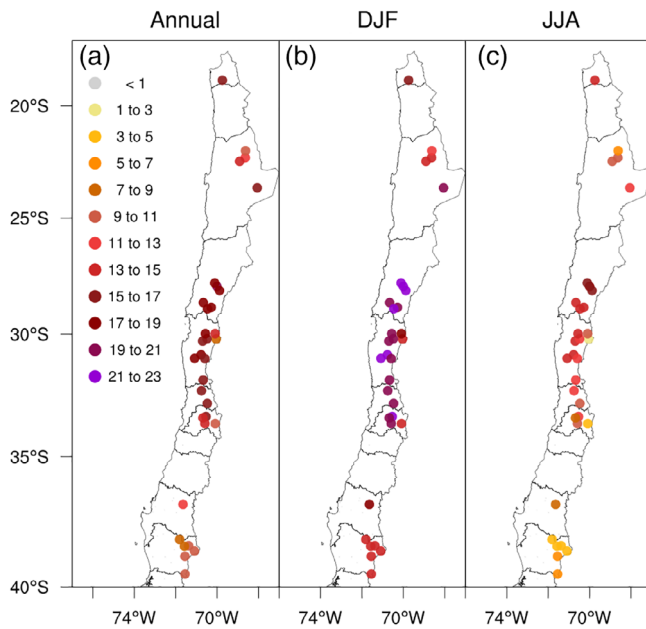 Annual DJF JJA
(a) (b) (c)
< 1
1 to 3
3 to 5
5 to 7
7 to 9
9 to 11
11 to 13
13 to 15
15 to 17
17 to 19
19 to 21
21 to 23
20°S
25°S
30°S
35°S
40°S
74°W 70°W 74°W 70°W 74°W 70°W